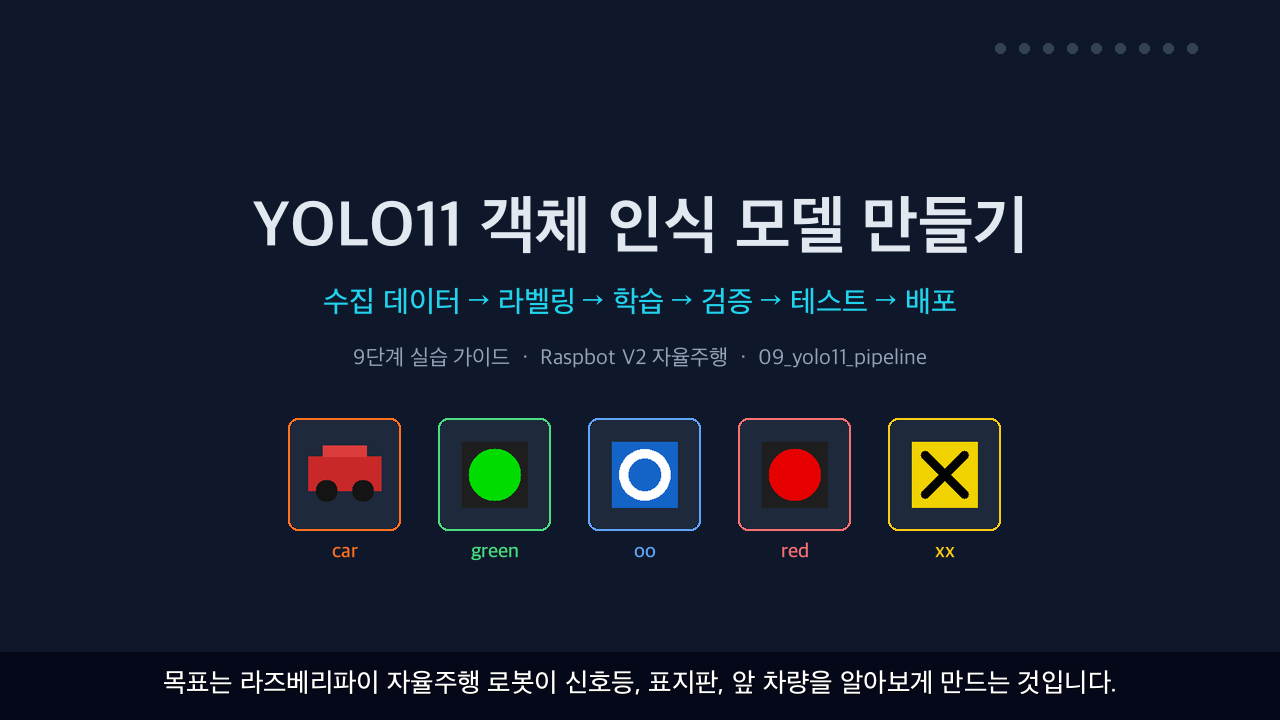 YOLO11 객체 인식 모델 만들기
수집 데이터 → 라벨링 → 학습 → 검증 → 테스트 → 배포
9단계 실습 가이드 · Raspbot V2 자율주행 · 09_yolo11_pipeline
car green oo red xx
목표는 라즈베리파이 자율주행 로봇이 신호등, 표지판, 앞 차량을 알아보게 만드는 것입니다.